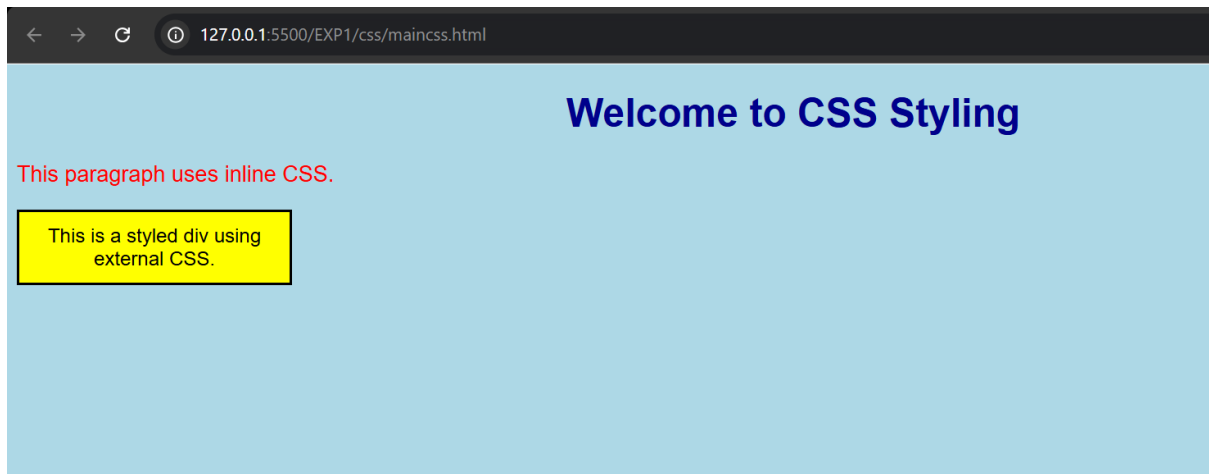 127.0.0.1:5500/EXP1/css/maincss.html
Welcome to CSS Styling
This paragraph uses inline CSS.
This is a styled div using
external CSS.